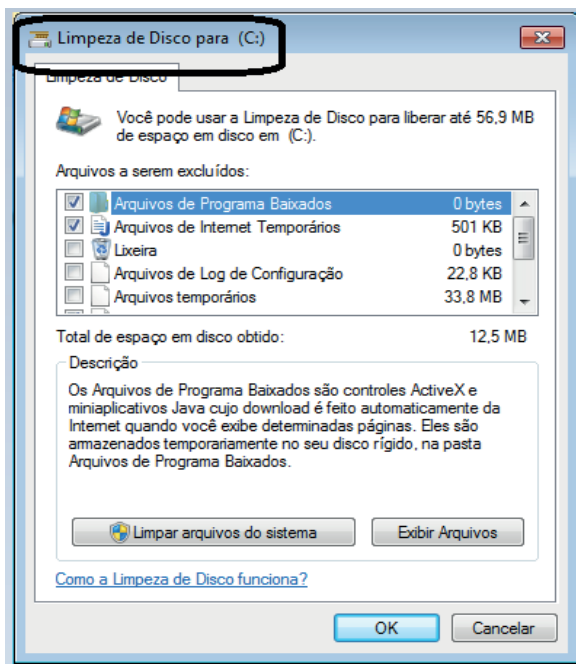 Limpeza de Disco para (C:)
Limpeza de Disco
Você pode usar a Limpeza de Disco para liberar até 56,9 MB
de espaço em disco em (C:).
Arquivos a serem excluídos:
Arquivos de Programa Baixados 0 bytes
Arquivos de Internet Temporários 501 KB
Lixeira 0 bytes
Arquivos de Log de Configuração 22,8 KB
Arquivos temporários 33,8 MB
Total de espaço em disco obtido: 12,5 MB
Descrição
Os Arquivos de Programa Baixados são controles ActiveX e
miniaplicativos Java cujo download é feito automaticamente da
Internet quando você exibe determinadas páginas. Eles são
armazenados temporariamente no seu disco rígido, na pasta
Arquivos de Programa Baixados.
Limpar arquivos do sistema Exibir Arquivos
Como a Limpeza de Disco funciona?
OK Cancelar